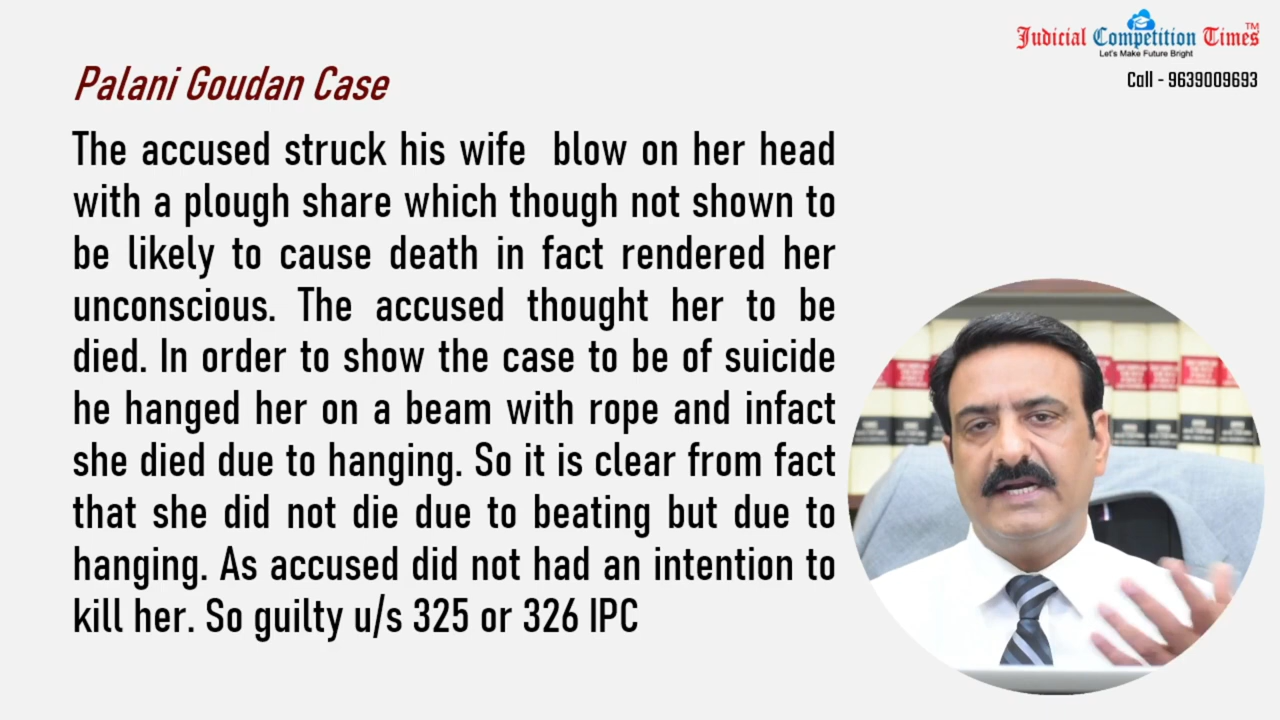 Judicial Competition Times™
Let's Make Future Bright
Call - 9639009693
Palani Goudan Case
The accused struck his wife blow on her head
with a plough share which though not shown to
be likely to cause death in fact rendered her
unconscious. The accused thought her to be
died. In order to show the case to be of suicide
he hanged her on a beam with rope and infact
she died due to hanging. So it is clear from fact
that she did not die due to beating but due to
hanging. As accused did not had an intention to
kill her. So guilty u/s 325 or 326 IPC